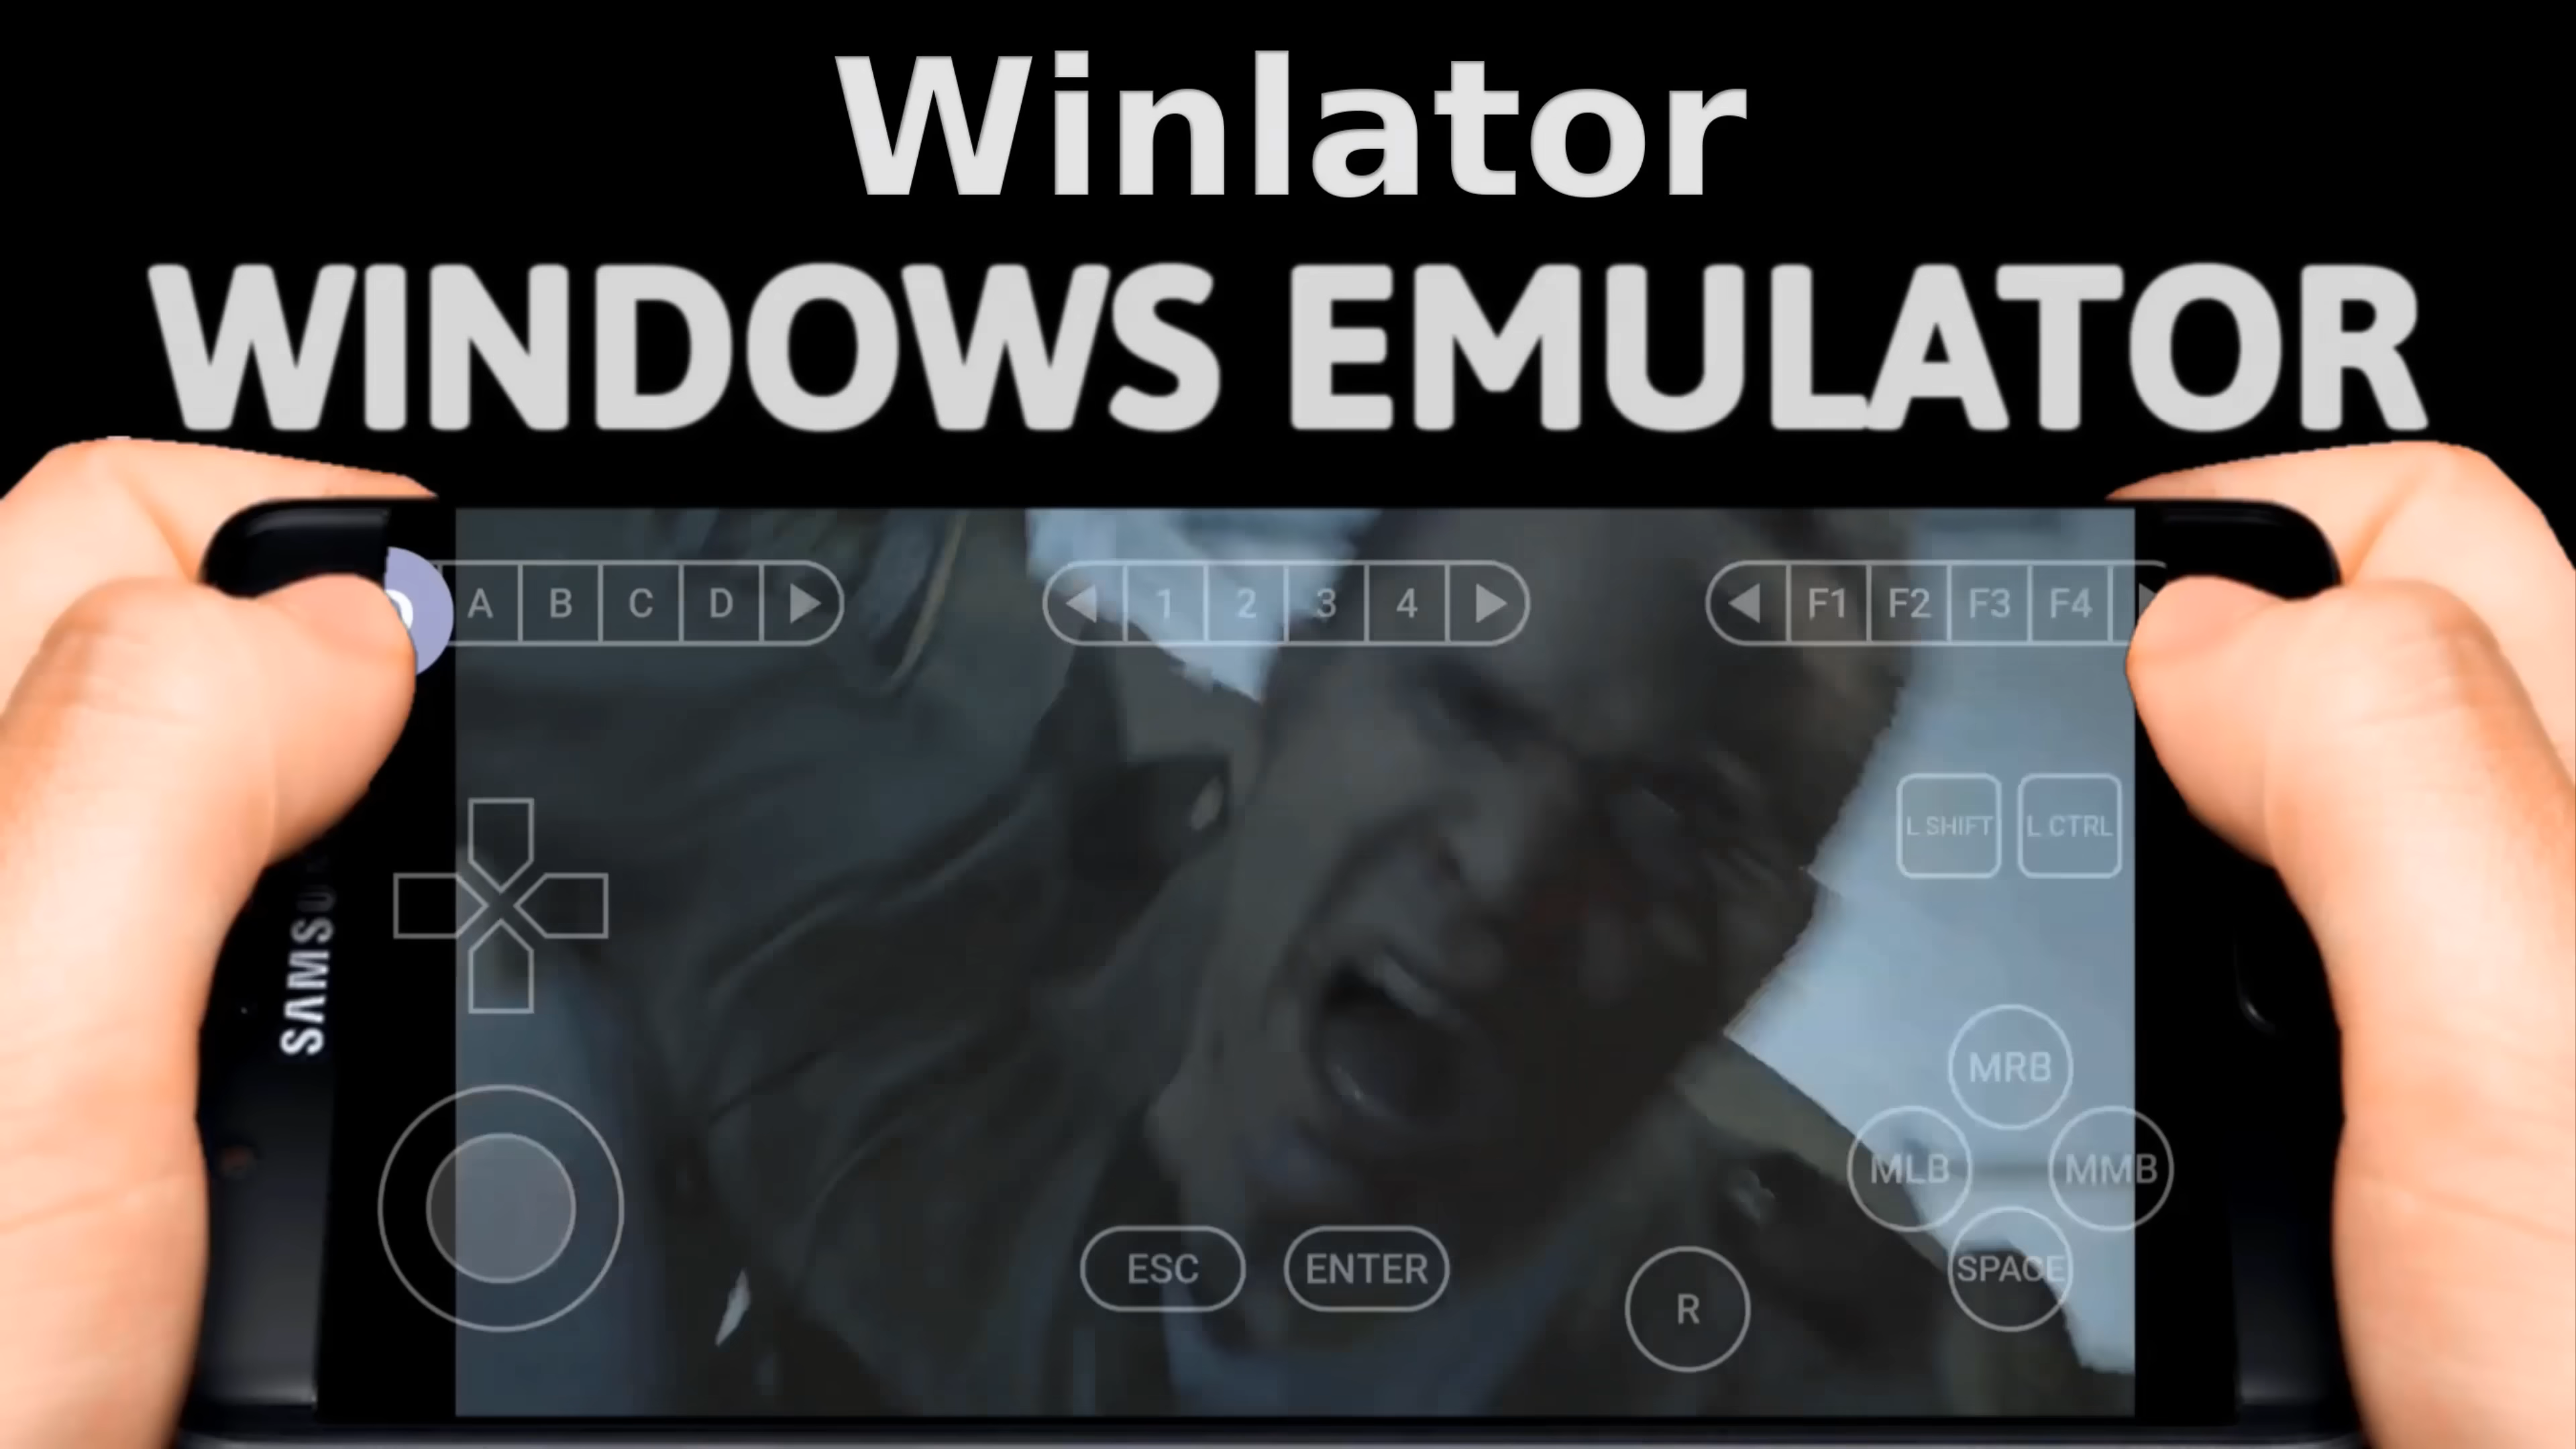 Winlator
WINDOWS EMULATOR
A B C D
1 2 3 4
F1 F2 F3 F4
L SHIFT L CTRL
SAMSU
MRB
MLB MMB
SPACE
ESC ENTER
R